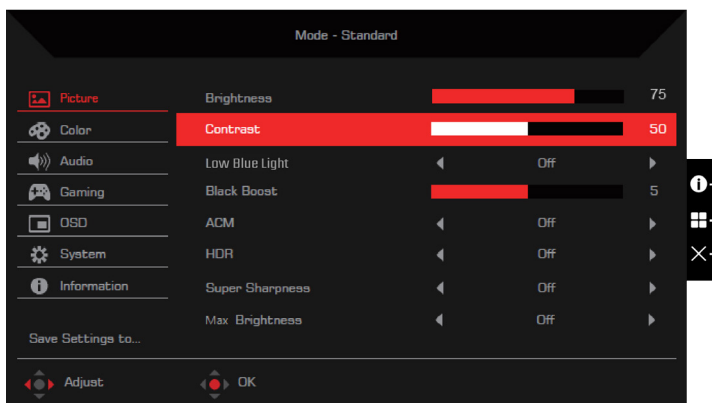 Mode - Standard
Picture
Brightness 75
Color
Contrast 50
Audio
Low Blue Light Off
Gaming
Black Boost 5
OSD
ACM Off
System
HDR Off
Information
Super Sharpness Off
Max Brightness Off
Save Settings to...
Adjust OK